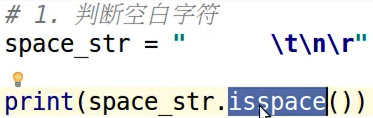 # 1. 判断空白字符
space_str = "      \t\n\r"
print(space_str.isspace())